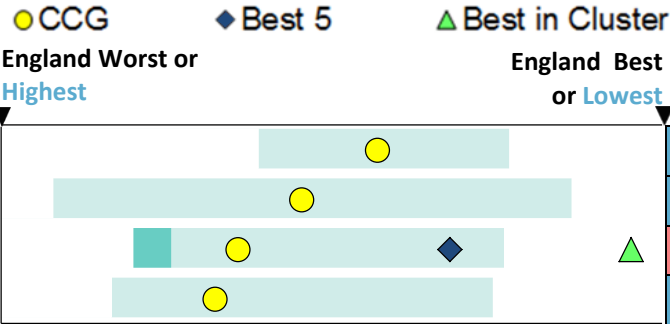 CCG Best 5 Best in Cluster
England Worst or England Best
Highest or Lowest